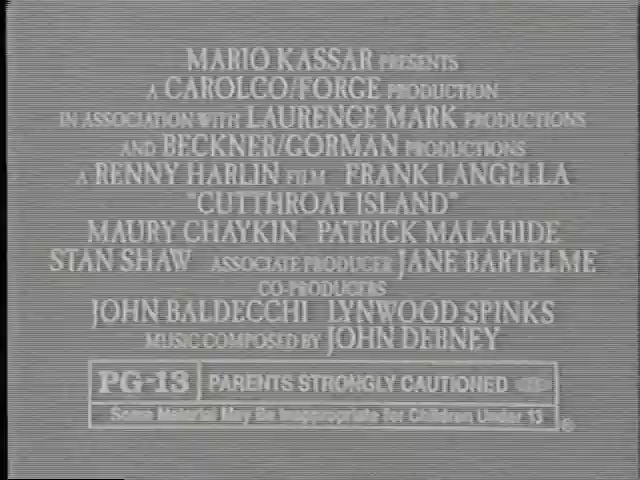 MARIO KASSAR PRESENTS
A CAROLCO/FORGE PRODUCTION
IN ASSOCIATION WITH LAURENCE MARK PRODUCTIONS
AND BECKNER/GORMAN PRODUCTIONS
A RENNY HARLIN FILM FRANK LANGELLA
"CUTTHROAT ISLAND"
MAURY CHAYKIN PATRICK MALAHIDE
STAN SHAW ASSOCIATE PRODUCER JANE BARTELME
CO-PRODUCERS
JOHN BALDECCHI LYNWOOD SPINKS
MUSIC COMPOSED BY JOHN DEBNEY
PG-13 PARENTS STRONGLY CAUTIONED
Some Material May Be Inappropriate for Children Under 13
®